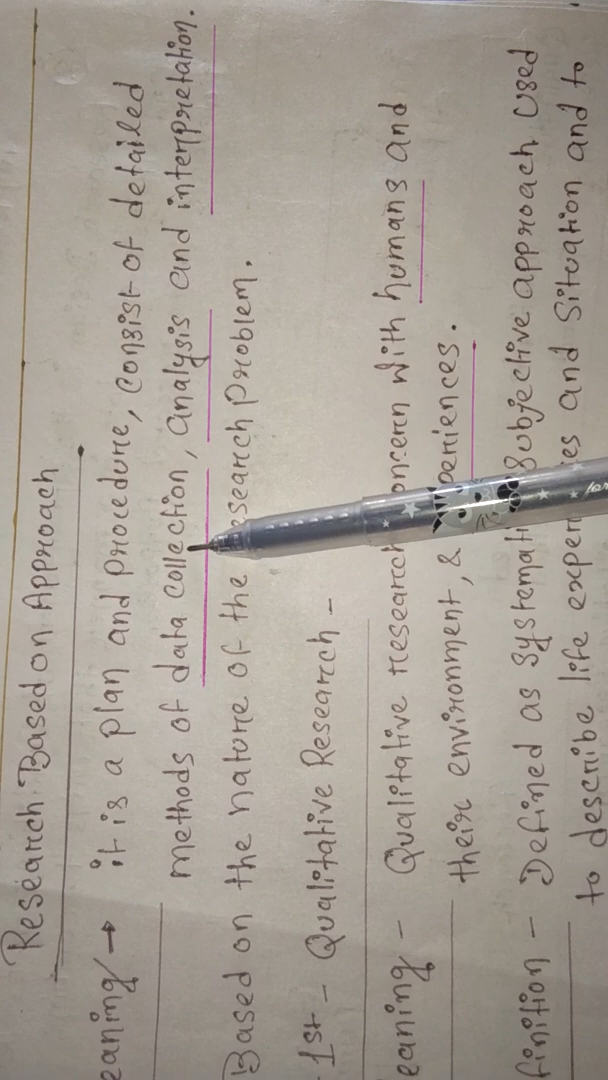 Research Based on Approach
eaning → it is a plan and procedure, consist of detailed
methods of data collection, analysis and interpretation.
Based on the nature of the esearch problem.
1st - Qualitative Research -
eaning - Qualitative research oncern with humans and
their environment, & periences.
finition - Defined as systemati subjective approach used
to describe life exper es and situation and to